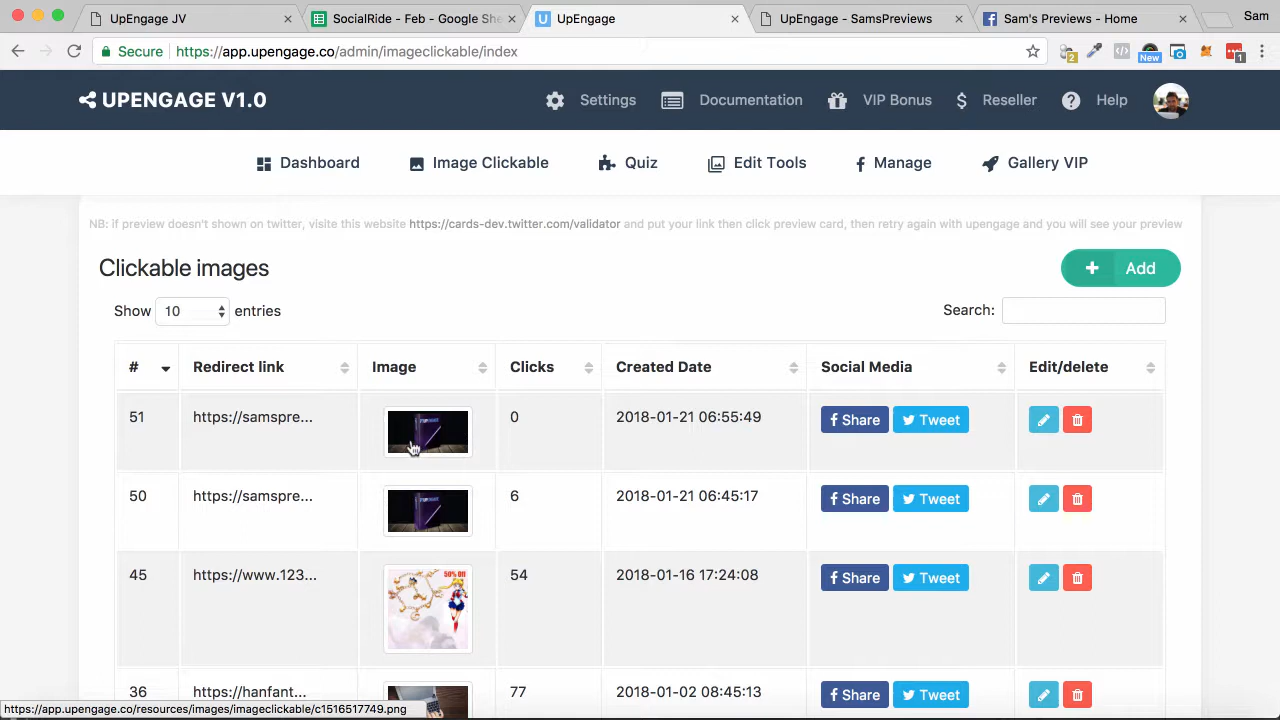 UpEngage JV
SocialRide - Feb - Google She
UpEngage
UpEngage - SamsPreviews
Sam's Previews - Home
Sam
Secure
https://app.upengage.co/admin/imageclickable/index
2
New
1
UPENGAGE V1.0
Settings
Documentation
VIP Bonus
Reseller
Help
Dashboard
Image Clickable
Quiz
Edit Tools
Manage
Gallery VIP
NB: if preview doesn't shown on twitter, visite this website https://cards-dev.twitter.com/validator and put your link then click preview card, then retry again with upengage and you will see your preview
Clickable images
Add
Show 10 entries
Search:
# Redirect link Image Clicks Created Date Social Media Edit/delete
51 https://samspre... 0 2018-01-21 06:55:49 Share Tweet
50 https://samspre... 6 2018-01-21 06:45:17 Share Tweet
45 https://www.123... 50% Off 54 2018-01-16 17:24:08 Share Tweet
36 https://hanfant... 77 2018-01-02 08:45:13 Share Tweet
https://app.upengage.co/resources/images/imageclickable/c1516517749.png